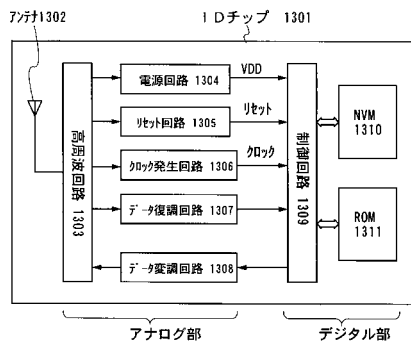 アンテナ1302
IDチップ 1301
電源回路 1304
VDD
リセット回路 1305
リセット
クロック発生回路 1306
クロック
データ復調回路 1307
データ変調回路 1308
高周波回路 1303
制御回路 1309
NVM
1310
ROM
1311
アナログ部
デジタル部